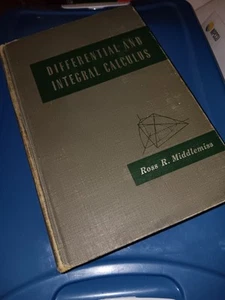 DIFFERENTIAL AND
INTEGRAL CALCULUS
Ross R. Middlemiss